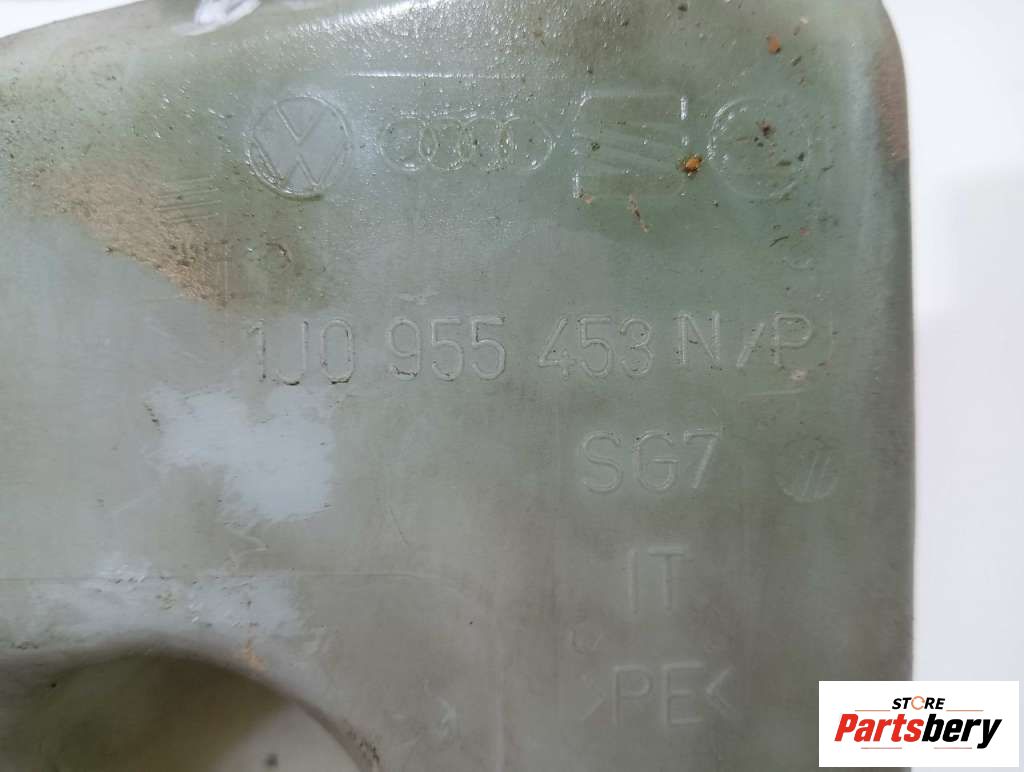 1J0 955 453 N/P
SG7
IT
>PE<
STORE
Partsbery